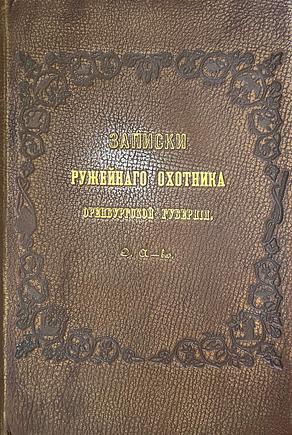 ЗАПИСКИ
РУЖЕЙНАГО ОХОТНИКА
ОРЕНБУРГСКОЙ ГУБЕРНІИ,
С. А—ва.